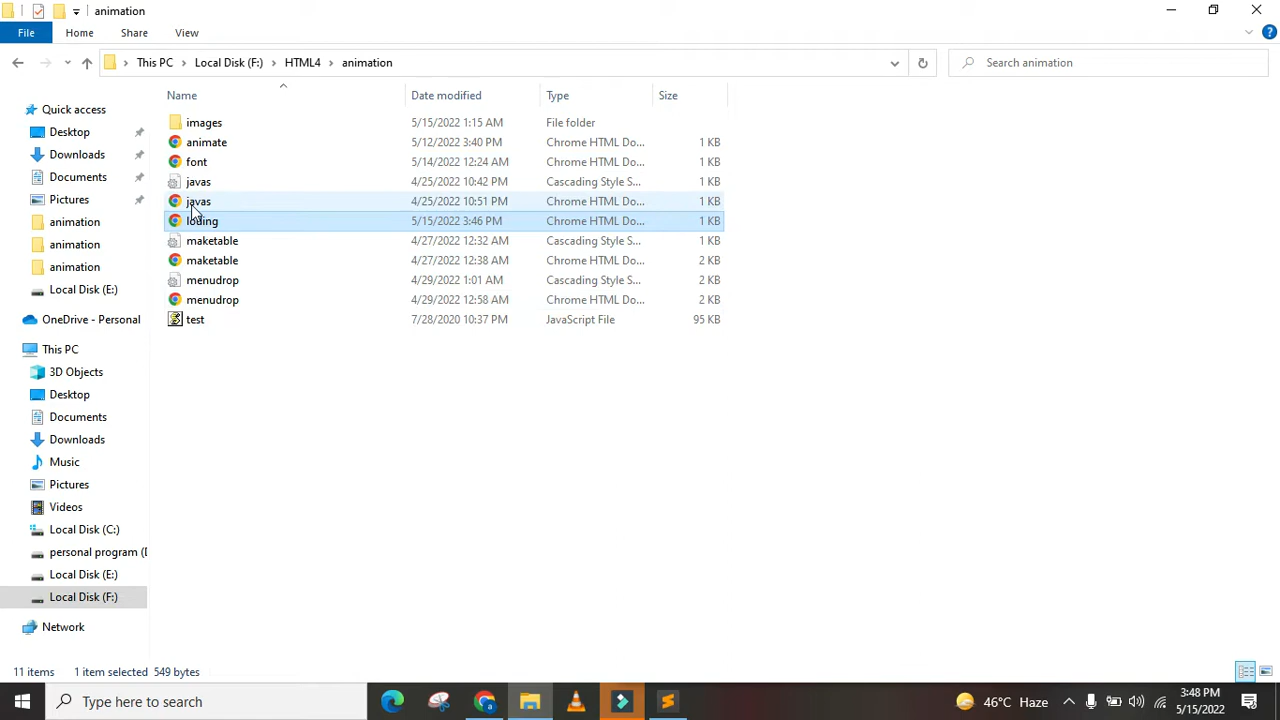 animation
File Home Share View
This PC Local Disk (F:) HTML4 animation Search animation
Name Date modified Type Size
Quick access
Desktop
Downloads
Documents
Pictures
animation
animation
animation
Local Disk (E:)
OneDrive - Personal
This PC
3D Objects
Desktop
Documents
Downloads
Music
Pictures
Videos
Local Disk (C:)
personal program (
Local Disk (E:)
Local Disk (F:)
Network
images 5/15/2022 1:15 AM File folder
animate 5/12/2022 3:40 PM Chrome HTML Do... 1 KB
font 5/14/2022 12:24 AM Chrome HTML Do... 1 KB
javas 4/25/2022 10:42 PM Cascading Style S... 1 KB
javas 4/25/2022 10:51 PM Chrome HTML Do... 1 KB
5/15/2022 3:46 PM Chrome HTML Do... 1 KB
maketable 4/27/2022 12:32 AM Cascading Style S... 1 KB
maketable 4/27/2022 12:38 AM Chrome HTML Do... 2 KB
menudrop 4/29/2022 1:01 AM Cascading Style S... 2 KB
menudrop 4/29/2022 12:58 AM Chrome HTML Do... 2 KB
test 7/28/2020 10:37 PM JavaScript File 95 KB
11 items 1 item selected 549 bytes
Type here to search 46°C Haze 3:48 PM
5/15/2022